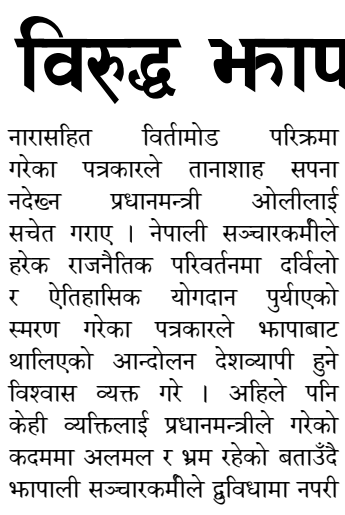 विरुद्ध झाप
नारासहित विर्तामोड परिक्रमा
गरेका पत्रकारले तानाशाह सपना
नदेख्न प्रधानमन्त्री ओलीलाई
सचेत गराए । नेपाली सञ्चारकर्मीले
हरेक राजनैतिक परिवर्तनमा दर्विलो
र ऐतिहासिक योगदान पुर्याएको
स्मरण गरेका पत्रकारले झापाबाट
थालिएको आन्दोलन देशव्यापी हुने
विश्वास व्यक्त गरे । अहिले पनि
केही व्यक्तिलाई प्रधानमन्त्रीले गरेको
कदममा अलमल र भ्रम रहेको बताउँदै
झापाली सञ्चारकर्मीले द्वुविधामा नपरी